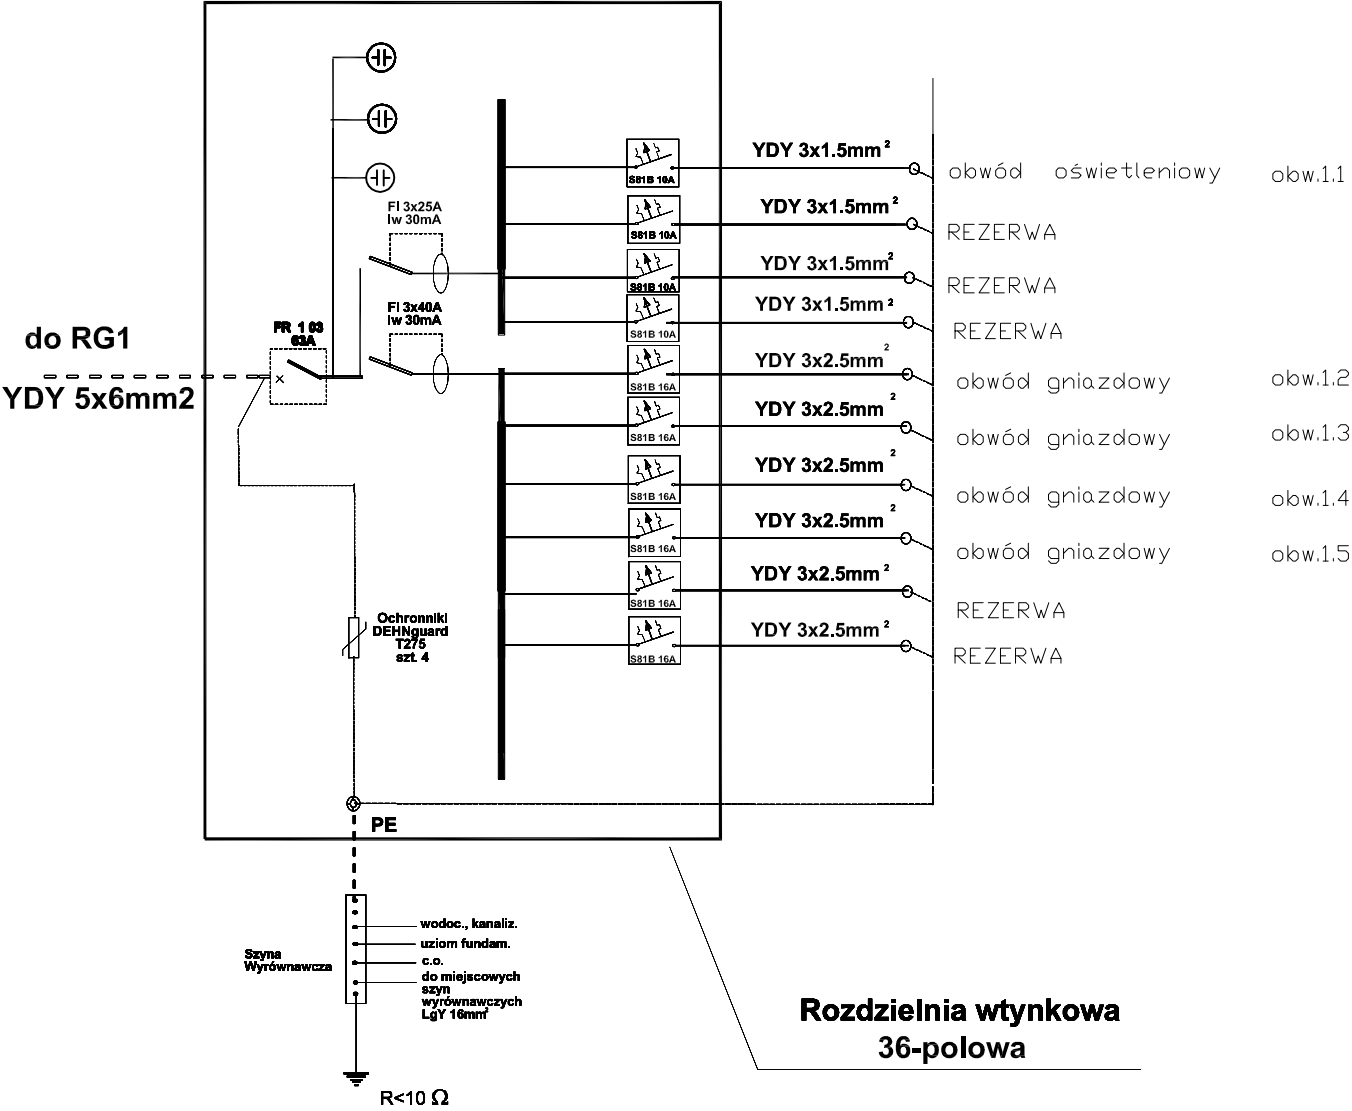 FI 3x25A
Iw 30mA
FI 3x40A
Iw 30mA
PR 1 63
63A
do RG1
YDY 5x6mm2
S81B 10A
YDY 3x1.5mm²
obwód oświetleniowy
obw.1.1
S81B 10A
YDY 3x1.5mm²
REZERWA
S81B 10A
YDY 3x1.5mm²
REZERWA
S81B 10A
YDY 3x1.5mm²
REZERWA
S81B 16A
YDY 3x2.5mm²
obwód gniazdowy
obw.1.2
S81B 16A
YDY 3x2.5mm²
obwód gniazdowy
obw.1.3
S81B 16A
YDY 3x2.5mm²
obwód gniazdowy
obw.1.4
S81B 16A
YDY 3x2.5mm²
obwód gniazdowy
obw.1.5
S81B 16A
YDY 3x2.5mm²
REZERWA
S81B 16A
YDY 3x2.5mm²
REZERWA
Ochronniki
DEHNguard
T275
szt. 4
PE
Szyna
Wyrównawcza
wodoc., kanaliz.
uziom fundam.
c.o.
do miejscowych
szyn
wyrównawczych
LgY 16mm²
R<10 Ω
Rozdzielnia wtynkowa
36-polowa